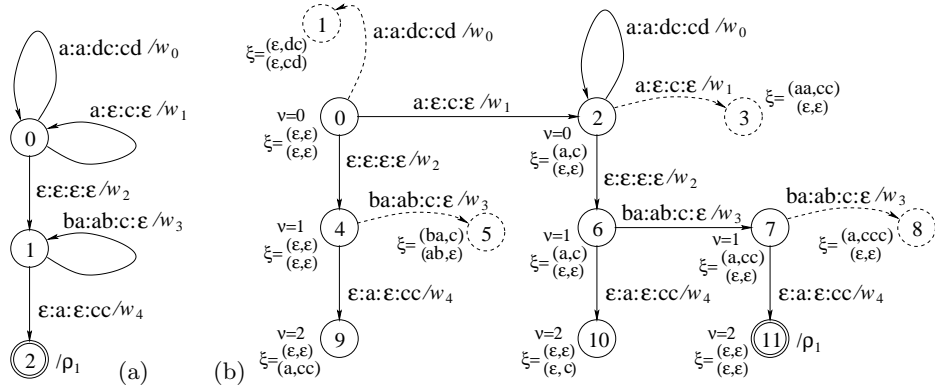 0
a:a:dc:cd /w₀
a:ε:c:ε /w₁
ε:ε:ε:ε /w₂
1
ba:ab:c:ε /w₃
ε:a:ε:cc /w₄
2
/ρ₁
(a)
(b)
1
ξ=(ε,dc)
(ε,cd)
a:a:dc:cd /w₀
ν=0
ξ=(ε,ε)
(ε,ε)
0
a:ε:c:ε /w₁
a:a:dc:cd /w₀
2
ν=0
ξ=(a,c)
(ε,ε)
a:ε:c:ε /w₁
3
ξ=(aa,cc)
(ε,ε)
ε:ε:ε:ε /w₂
ν=1
ξ=(ε,ε)
(ε,ε)
4
ba:ab:c:ε /w₃
5
ξ=(ba,c)
(ab,ε)
ε:ε:ε:ε /w₂
6
ν=1
ξ=(a,c)
(ε,ε)
ba:ab:c:ε /w₃
7
ν=1
ξ=(a,cc)
(ε,ε)
ba:ab:c:ε /w₃
8
ξ=(a,ccc)
(ε,ε)
ε:a:ε:cc /w₄
ν=2
ξ=(ε,ε)
(a,cc)
9
ε:a:ε:cc /w₄
ν=2
ξ=(ε,ε)
(ε,c)
10
ε:a:ε:cc /w₄
ν=2
ξ=(ε,ε)
(ε,ε)
11
/ρ₁